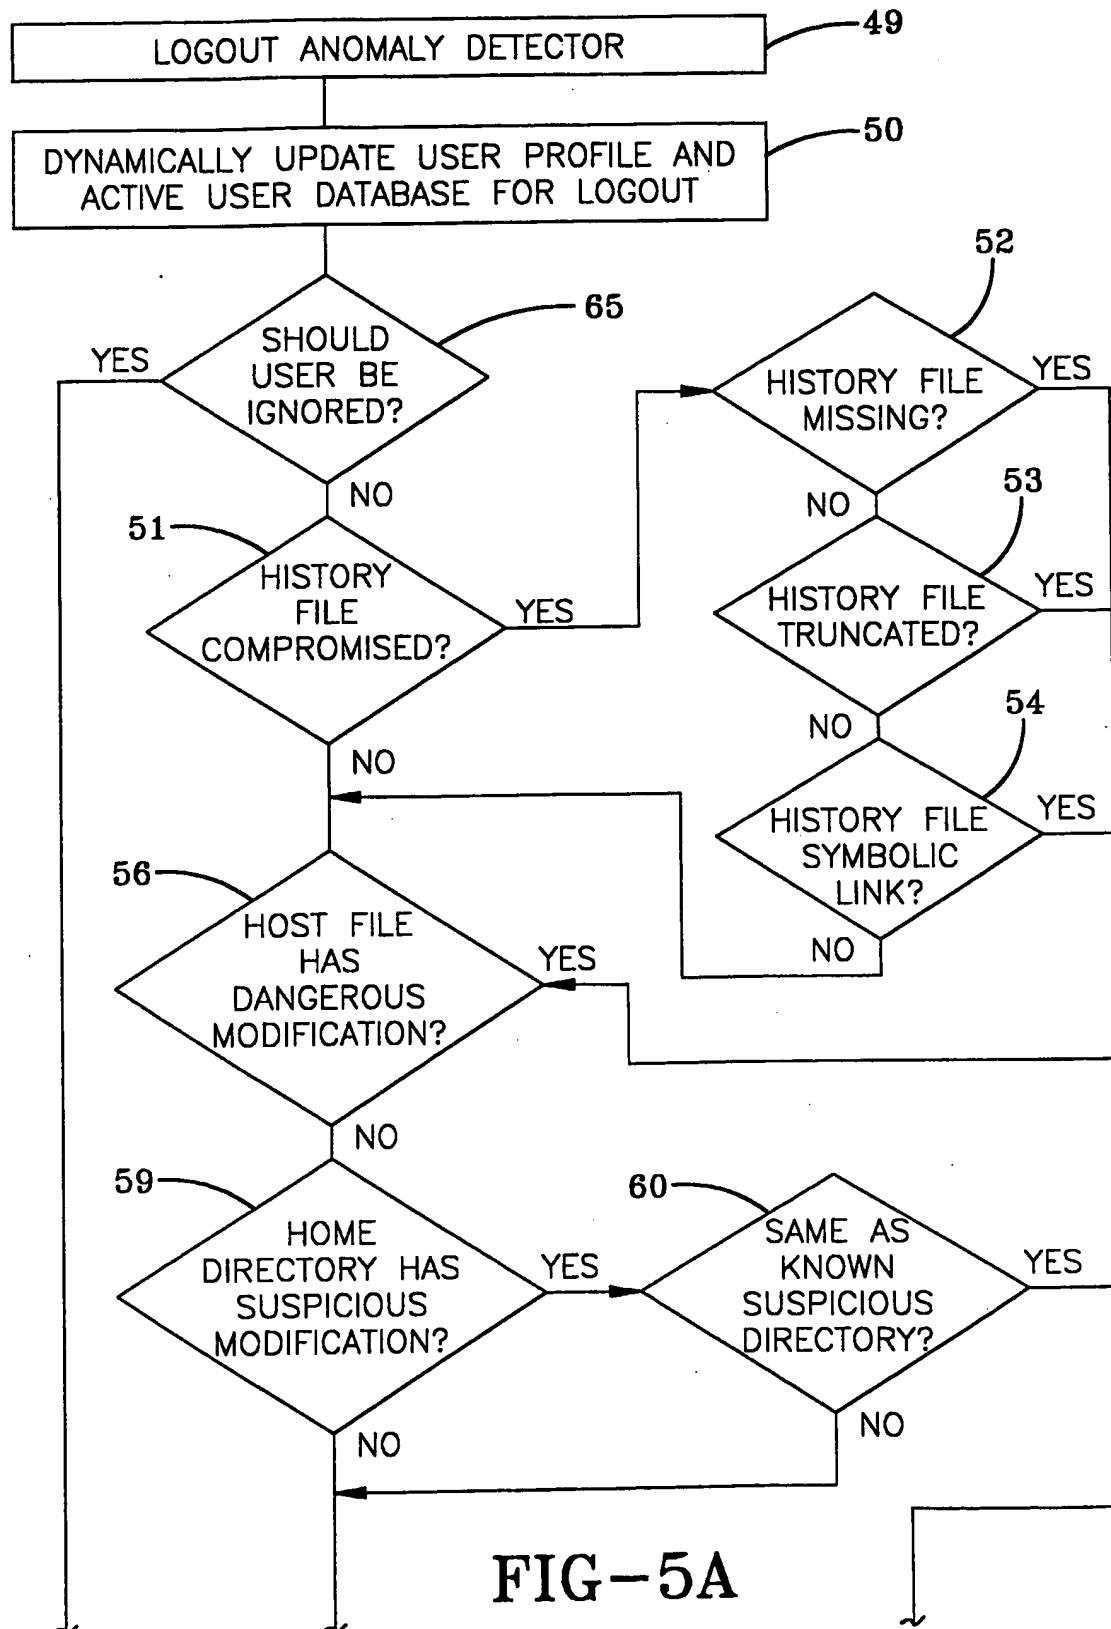 LOGOUT ANOMALY DETECTOR
49
DYNAMICALLY UPDATE USER PROFILE AND
ACTIVE USER DATABASE FOR LOGOUT
50
SHOULD
USER BE
IGNORED?
65
YES
NO
51
HISTORY
FILE
COMPROMISED?
YES
NO
52
HISTORY FILE
MISSING?
YES
NO
53
HISTORY FILE
TRUNCATED?
YES
NO
54
HISTORY FILE
SYMBOLIC
LINK?
YES
NO
56
HOST FILE
HAS
DANGEROUS
MODIFICATION?
YES
NO
59
HOME
DIRECTORY HAS
SUSPICIOUS
MODIFICATION?
YES
NO
60
SAME AS
KNOWN
SUSPICIOUS
DIRECTORY?
YES
NO
FIG-5A